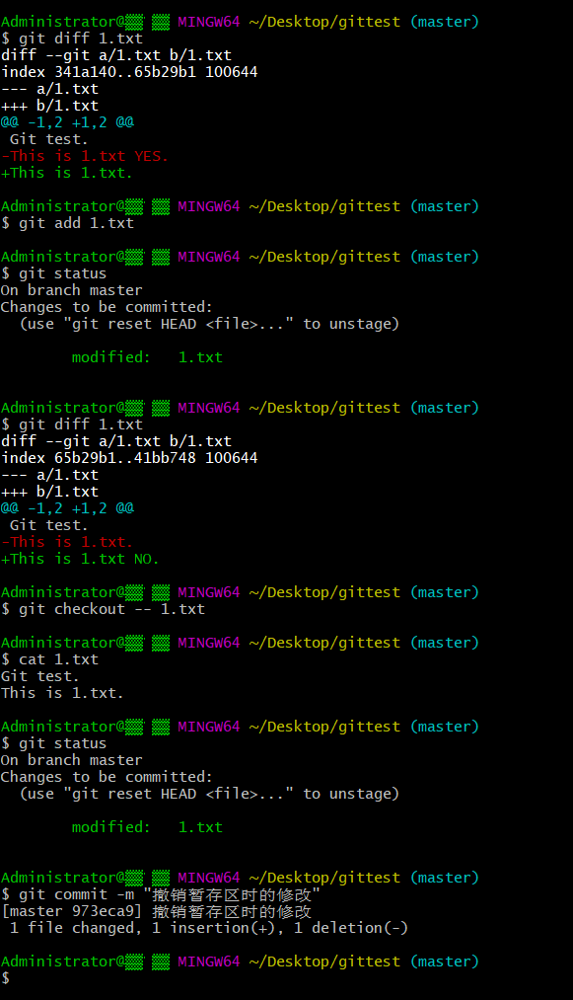 Administrator@ MINGW64 ~/Desktop/gittest (master)
$ git diff 1.txt
diff --git a/1.txt b/1.txt
index 341a140..65b29b1 100644
--- a/1.txt
+++ b/1.txt
@@ -1,2 +1,2 @@
 Git test.
-This is 1.txt YES.
+This is 1.txt.
Administrator@ MINGW64 ~/Desktop/gittest (master)
$ git add 1.txt
Administrator@ MINGW64 ~/Desktop/gittest (master)
$ git status
On branch master
Changes to be committed:
  (use "git reset HEAD <file>..." to unstage)
        modified:   1.txt
Administrator@ MINGW64 ~/Desktop/gittest (master)
$ git diff 1.txt
diff --git a/1.txt b/1.txt
index 65b29b1..41bb748 100644
--- a/1.txt
+++ b/1.txt
@@ -1,2 +1,2 @@
 Git test.
-This is 1.txt.
+This is 1.txt NO.
Administrator@ MINGW64 ~/Desktop/gittest (master)
$ git checkout -- 1.txt
Administrator@ MINGW64 ~/Desktop/gittest (master)
$ cat 1.txt
Git test.
This is 1.txt.
Administrator@ MINGW64 ~/Desktop/gittest (master)
$ git status
On branch master
Changes to be committed:
  (use "git reset HEAD <file>..." to unstage)
        modified:   1.txt
Administrator@ MINGW64 ~/Desktop/gittest (master)
$ git commit -m "撤销暂存区时的修改"
[master 973eca9] 撤销暂存区时的修改
 1 file changed, 1 insertion(+), 1 deletion(-)
Administrator@ MINGW64 ~/Desktop/gittest (master)
$